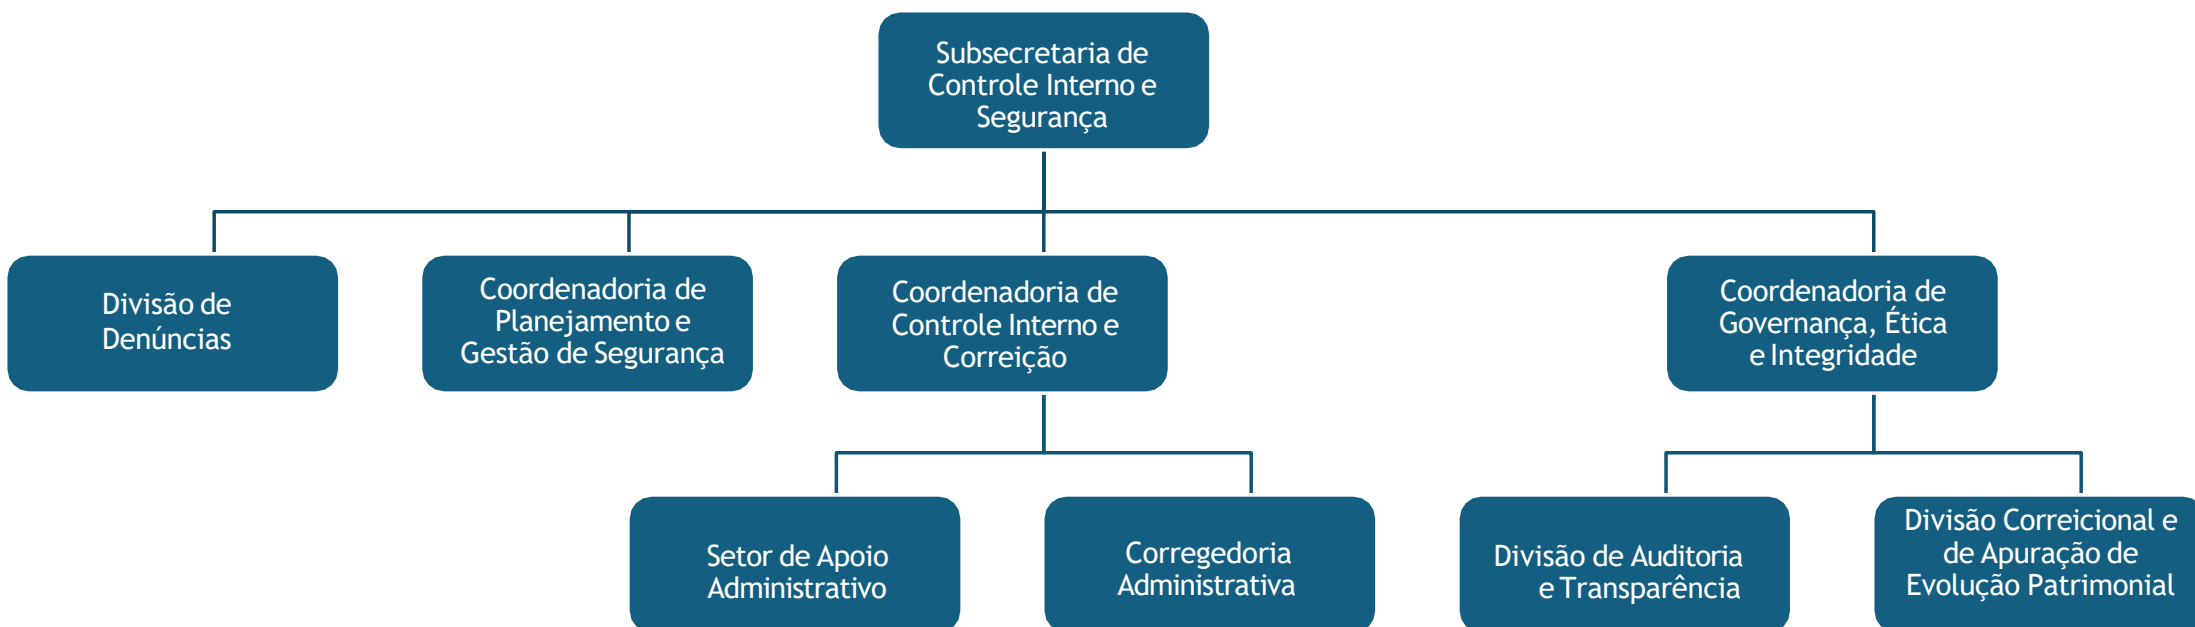 Subsecretaria de
Controle Interno e
Segurança
Divisão de
Denúncias
Coordenadoria de
Planejamento e
Gestão de Segurança
Coordenadoria de
Controle Interno e
Correição
Coordenadoria de
Governança, Ética
e Integridade
Setor de Apoio
Administrativo
Corregedoria
Administrativa
Divisão de Auditoria
e Transparência
Divisão Correicional e
de Apuração de
Evolução Patrimonial